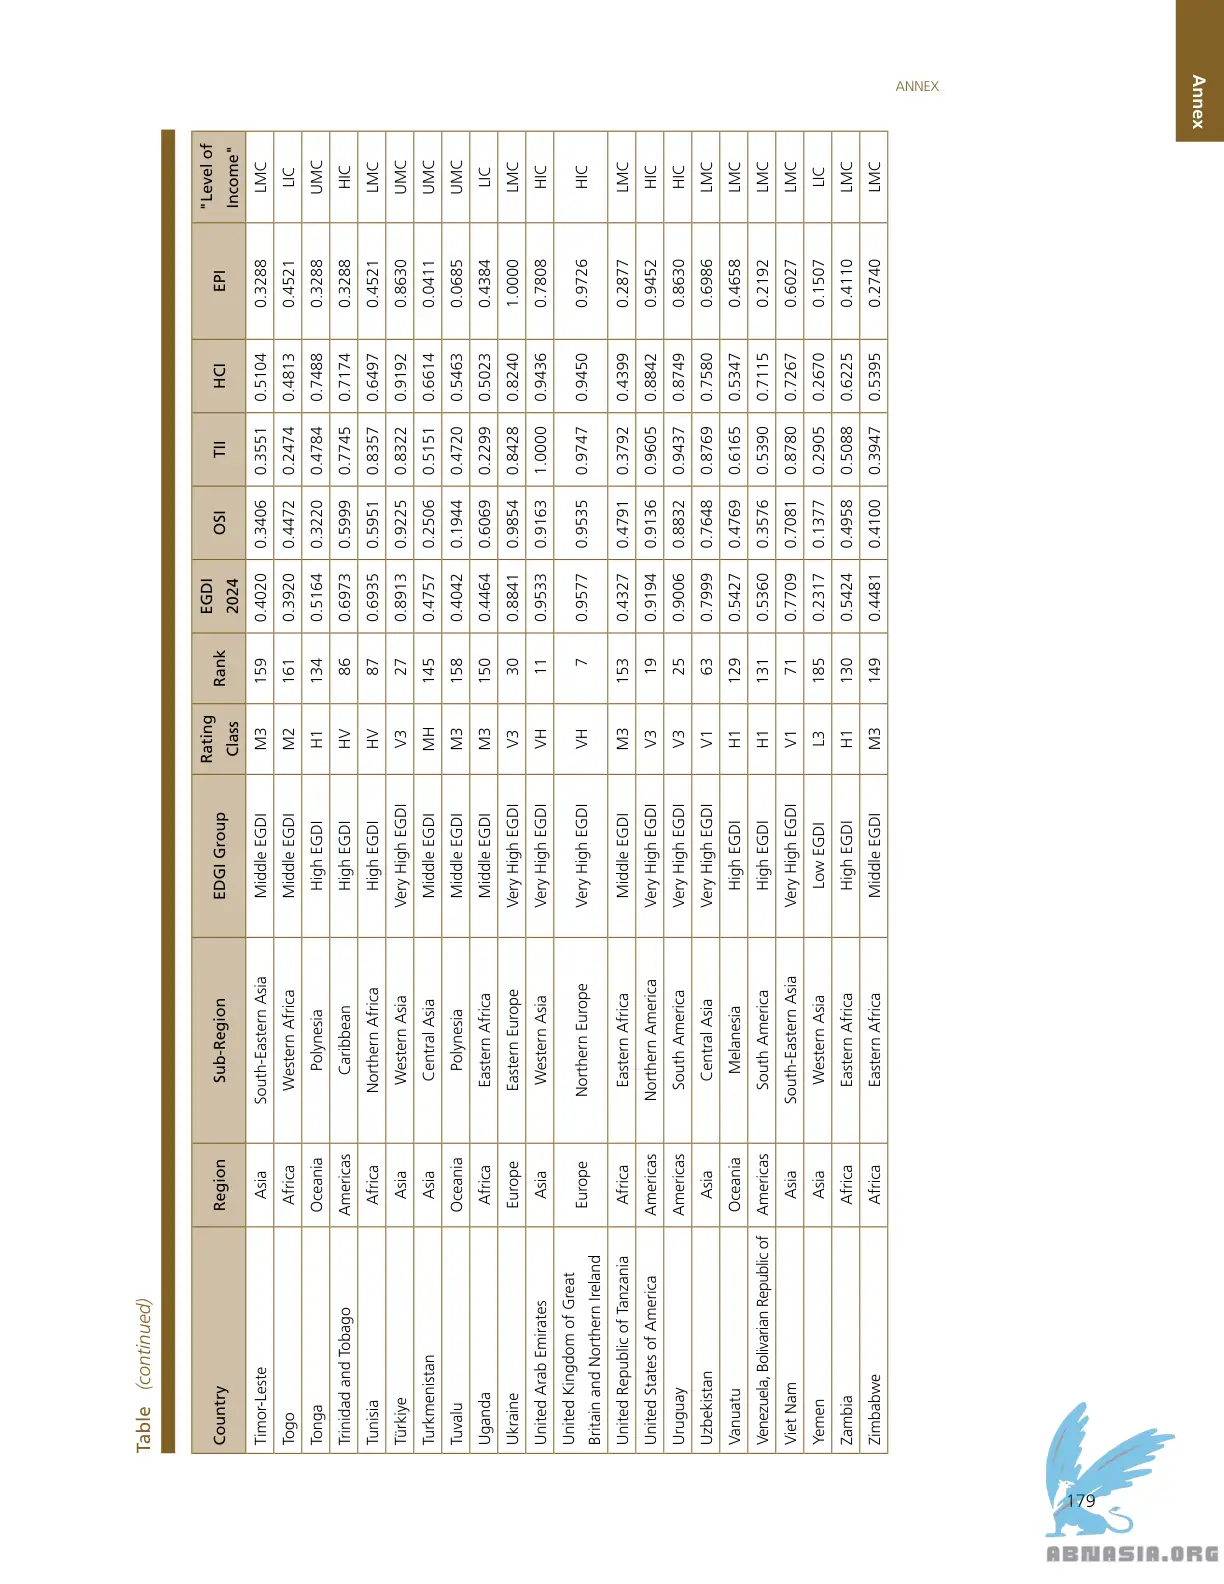 ANNEX
Annex
Table (continued)
Country Region Sub-Region EDGI Group Rating Class Rank EGDI 2024 OSI TII HCI EPI "Level of Income"
Timor-Leste Asia South-Eastern Asia Middle EGDI M3 159 0.4020 0.3406 0.3551 0.5104 0.3288 LMC
Togo Africa Western Africa Middle EGDI M2 161 0.3920 0.4472 0.2474 0.4813 0.4521 LIC
Tonga Oceania Polynesia High EGDI H1 134 0.5164 0.3220 0.4784 0.7488 0.3288 UMC
Trinidad and Tobago Americas Caribbean High EGDI HV 86 0.6973 0.5999 0.7745 0.7174 0.3288 HIC
Tunisia Africa Northern Africa High EGDI HV 87 0.6935 0.5951 0.8357 0.6497 0.4521 LMC
Türkiye Asia Western Asia Very High EGDI V3 27 0.8913 0.9225 0.8322 0.9192 0.8630 UMC
Turkmenistan Asia Central Asia Middle EGDI MH 145 0.4757 0.2506 0.5151 0.6614 0.0411 UMC
Tuvalu Oceania Polynesia Middle EGDI M3 158 0.4042 0.1944 0.4720 0.5463 0.0685 UMC
Uganda Africa Eastern Africa Middle EGDI M3 150 0.4464 0.6069 0.2299 0.5023 0.4384 LIC
Ukraine Europe Eastern Europe Very High EGDI V3 30 0.8841 0.9854 0.8428 0.8240 1.0000 LMC
United Arab Emirates Asia Western Asia Very High EGDI VH 11 0.9533 0.9163 1.0000 0.9436 0.7808 HIC
United Kingdom of Great
Britain and Northern Ireland Europe Northern Europe Very High EGDI VH 7 0.9577 0.9535 0.9747 0.9450 0.9726 HIC
United Republic of Tanzania Africa Eastern Africa Middle EGDI M3 153 0.4327 0.4791 0.3792 0.4399 0.2877 LMC
United States of America Americas Northern America Very High EGDI V3 19 0.9194 0.9136 0.9605 0.8842 0.9452 HIC
Uruguay Americas South America Very High EGDI V3 25 0.9006 0.8832 0.9437 0.8749 0.8630 HIC
Uzbekistan Asia Central Asia Very High EGDI V1 63 0.7999 0.7648 0.8769 0.7580 0.6986 LMC
Vanuatu Oceania Melanesia High EGDI H1 129 0.5427 0.4769 0.6165 0.5347 0.4658 LMC
Venezuela, Bolivarian Republic of Americas South America High EGDI H1 131 0.5360 0.3576 0.5390 0.7115 0.2192 LMC
Viet Nam Asia South-Eastern Asia Very High EGDI V1 71 0.7709 0.7081 0.8780 0.7267 0.6027 LMC
Yemen Asia Western Asia Low EGDI L3 185 0.2317 0.1377 0.2905 0.2670 0.1507 LIC
Zambia Africa Eastern Africa High EGDI H1 130 0.5424 0.4958 0.5088 0.6225 0.4110 LMC
Zimbabwe Africa Eastern Africa Middle EGDI M3 149 0.4481 0.4100 0.3947 0.5395 0.2740 LMC
179
ABNASIA.ORG